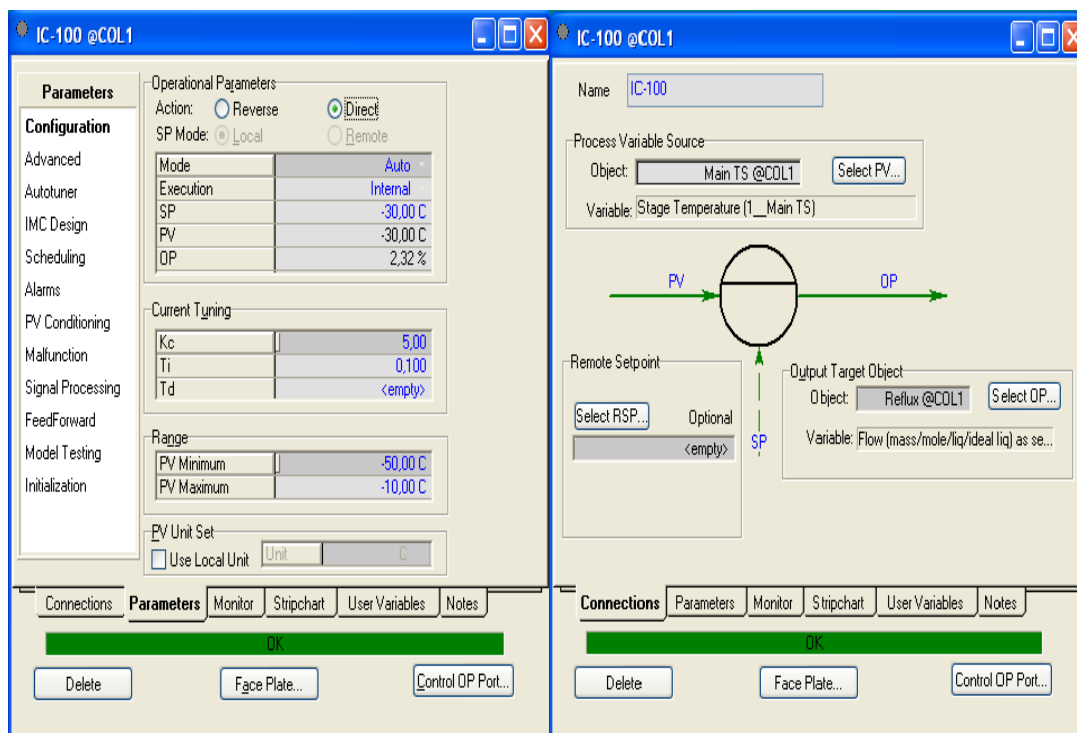 IC-100 @COL1
Parameters
Configuration
Advanced
Autotuner
IMC Design
Scheduling
Alarms
PV Conditioning
Malfunction
Signal Processing
FeedForward
Model Testing
Initialization
Operational Parameters
Action: Reverse Direct
SP Mode: Local Remote
Mode Auto
Execution Internal
SP -30,00 C
PV -30,00 C
OP 2,32 %
Current Tuning
Kc 5,00
Ti 0,100
Td <empty>
Range
PV Minimum -50,00 C
PV Maximum -10,00 C
PV Unit Set
Use Local Unit Unit C
Connections Parameters Monitor Stripchart User Variables Notes
OK
Delete Face Plate... Control OP Port...
IC-100 @COL1
Name IC-100
Process Variable Source
Object: Main TS @COL1 Select PV...
Variable: Stage Temperature (1__Main TS)
PV OP
Remote Setpoint
Select RSP... Optional
<empty>
SP
Output Target Object
Object: Reflux @COL1 Select OP...
Variable: Flow (mass/mole/liq/ideal liq) as se...
Connections Parameters Monitor Stripchart User Variables Notes
OK
Delete Face Plate... Control OP Port...